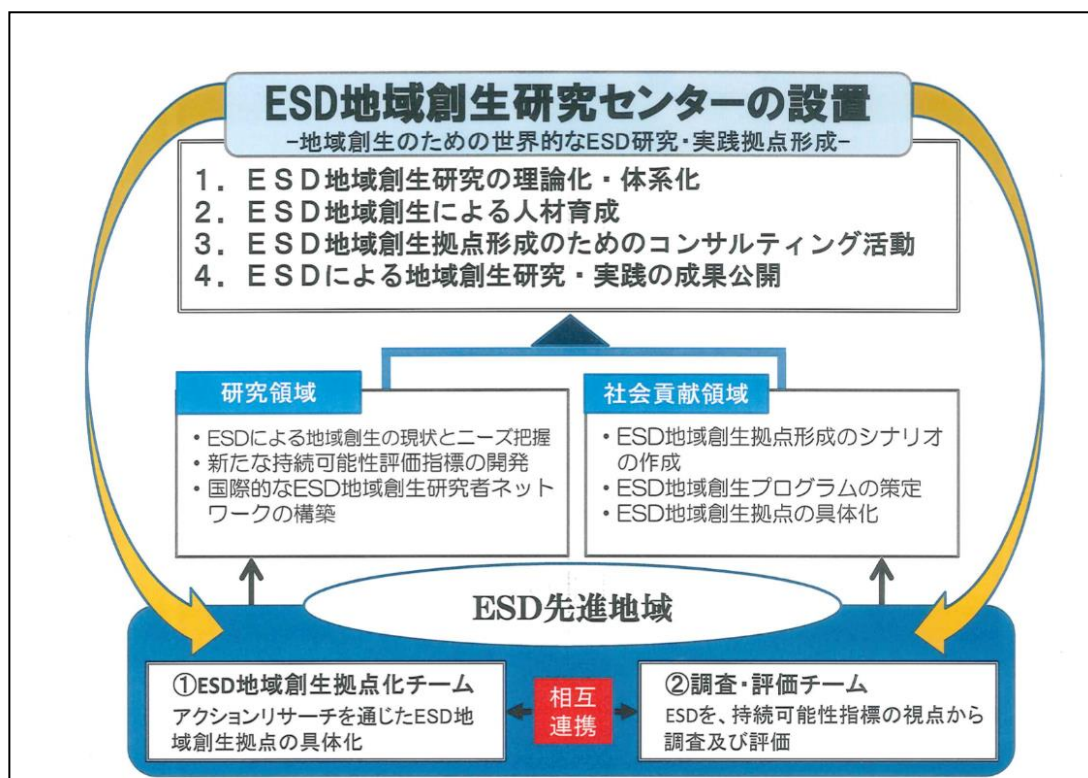 ESD地域創生研究センターの設置
-地域創生のための世界的なESD研究・実践拠点形成-
1．ＥＳＤ地域創生研究の理論化・体系化
2．ＥＳＤ地域創生による人材育成
3．ＥＳＤ地域創生拠点形成のためのコンサルティング活動
4．ＥＳＤによる地域創生研究・実践の成果公開
研究領域
・ESDによる地域創生の現状とニーズ把握
・新たな持続可能性評価指標の開発
・国際的なESD地域創生研究者ネット
ワークの構築
社会貢献領域
・ESD地域創生拠点形成のシナリオ
の作成
・ESD地域創生プログラムの策定
・ESD地域創生拠点の具体化
ESD先進地域
①ESD地域創生拠点化チーム
アクションリサーチを通じたESD地
域創生拠点の具体化
相互
連携
②調査・評価チーム
ESDを、持続可能性指標の視点から
調査及び評価